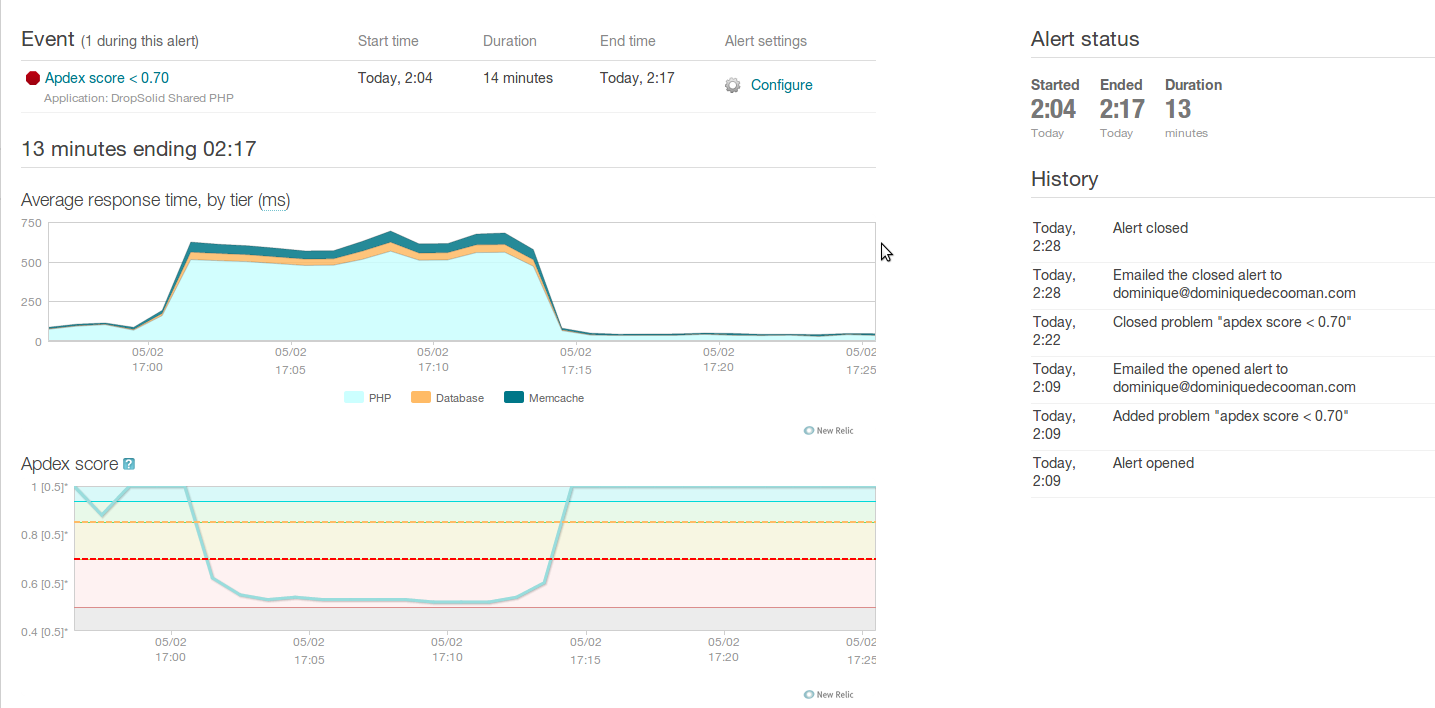 Event (1 during this alert)
Start time
Duration
End time
Alert settings
Apdex score < 0.70
Application: DropSolid Shared PHP
Today, 2:04
14 minutes
Today, 2:17
Configure
13 minutes ending 02:17
Average response time, by tier (ms)
750
500
250
0
05/02
17:00
05/02
17:05
05/02
17:10
05/02
17:15
05/02
17:20
05/02
17:25
PHP
Database
Memcache
New Relic
Apdex score ?
1 [0.5]*
0.8 [0.5]*
0.6 [0.5]*
0.4 [0.5]*
05/02
17:00
05/02
17:05
05/02
17:10
05/02
17:15
05/02
17:20
05/02
17:25
New Relic
Alert status
Started
Ended
Duration
2:04
2:17
13
Today
Today
minutes
History
Today,
2:28
Alert closed
Today,
2:28
Emailed the closed alert to
dominique@dominiquedecooman.com
Today,
2:22
Closed problem "apdex score < 0.70"
Today,
2:09
Emailed the opened alert to
dominique@dominiquedecooman.com
Today,
2:09
Added problem "apdex score < 0.70"
Today,
2:09
Alert opened